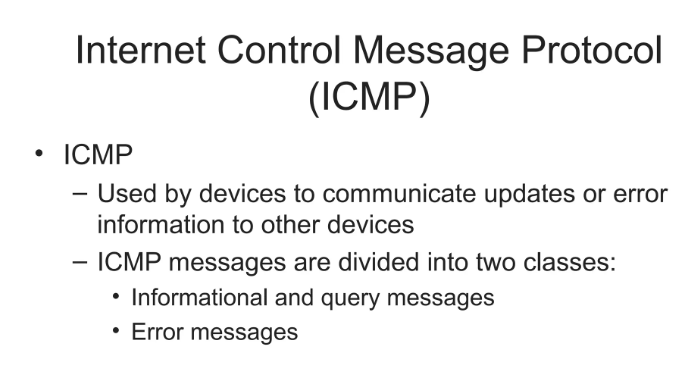 Internet Control Message Protocol
(ICMP)
• ICMP
– Used by devices to communicate updates or error
information to other devices
– ICMP messages are divided into two classes:
• Informational and query messages
• Error messages